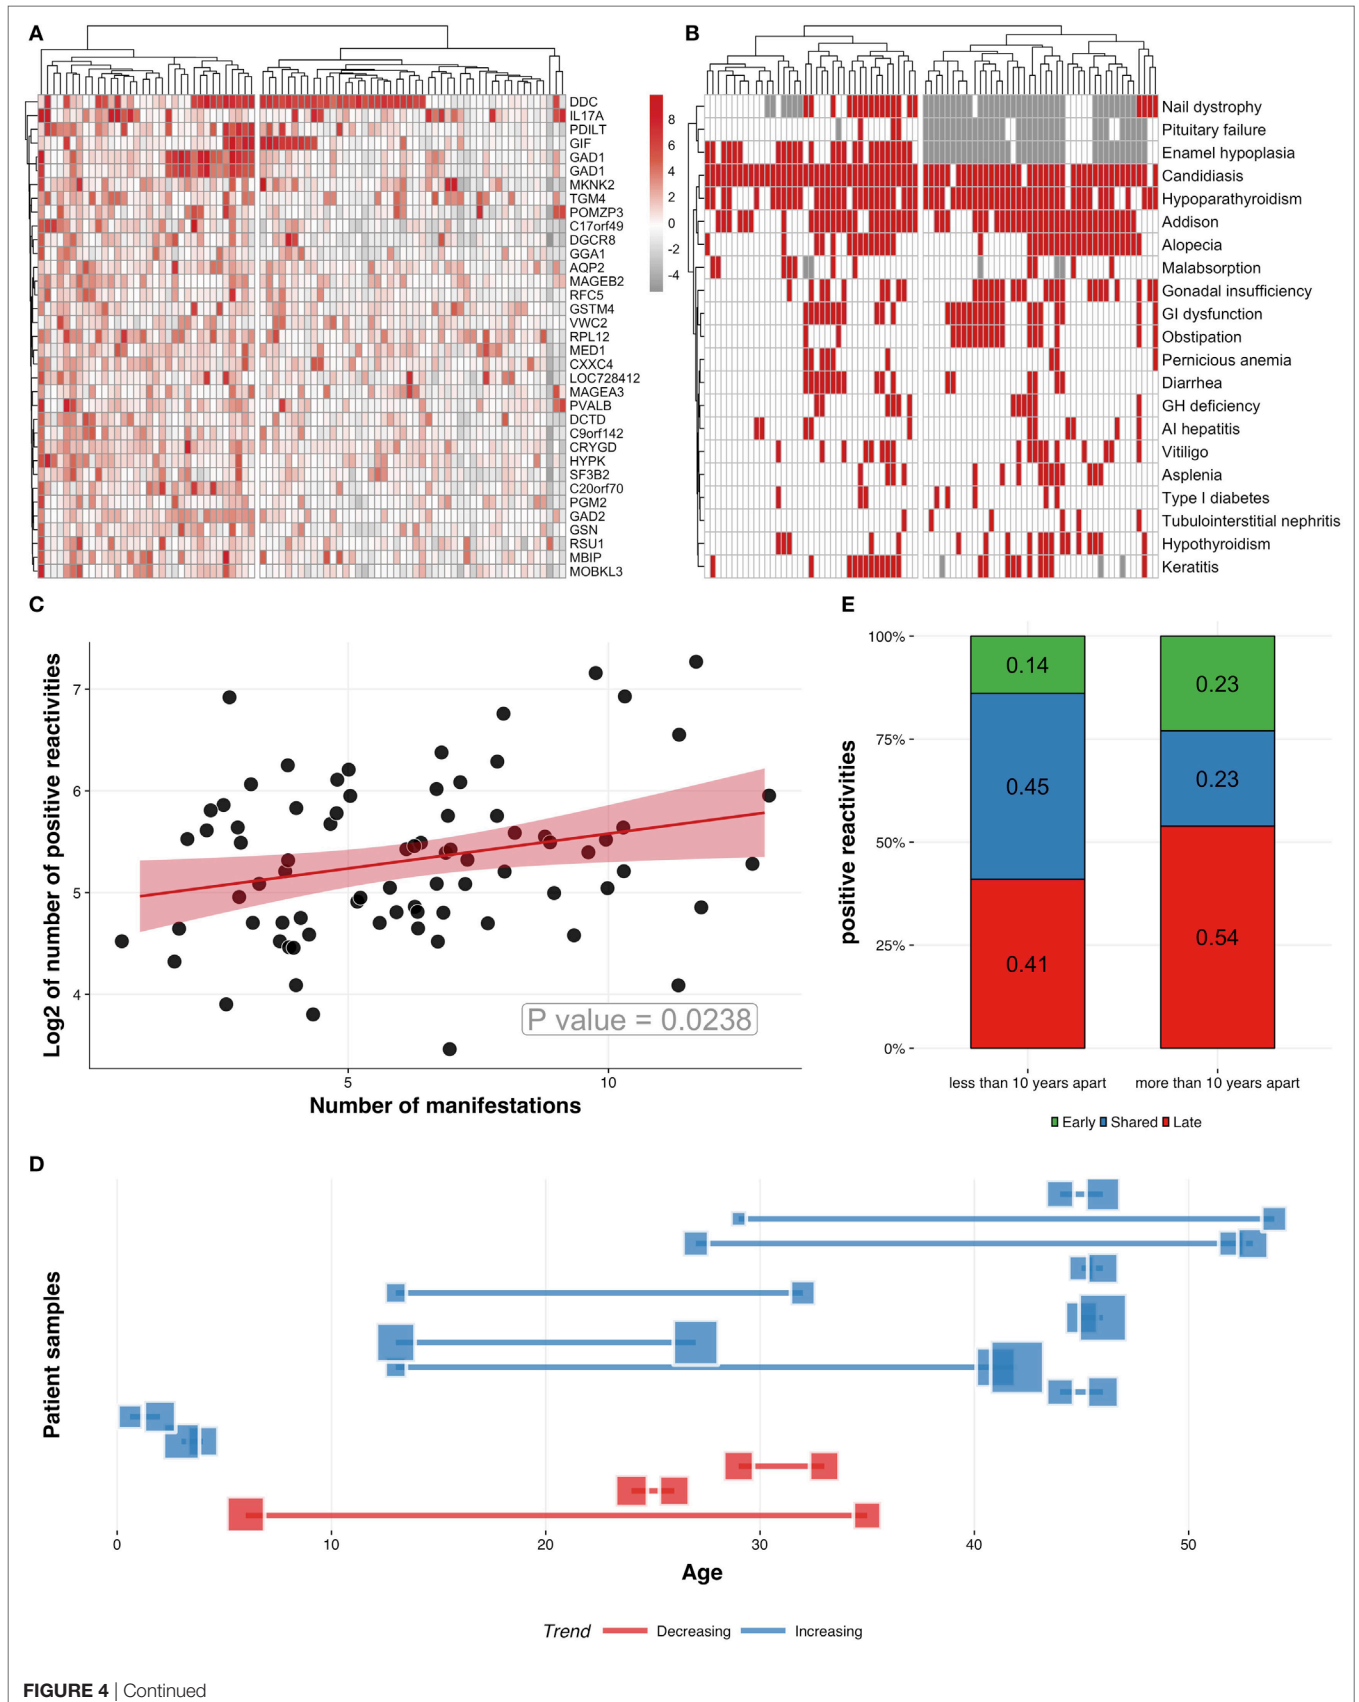 A
DDC
IL17A
PDILT
GIF
GAD1
GAD1
MKNK2
TGM4
POMZP3
C17orf49
DGCR8
GGA1
AQP2
MAGEB2
RFC5
GSTM4
VWC2
RPL12
MED1
CXXC4
LOC728412
MAGEA3
PVALB
DCTD
C9orf142
CRYGD
HYPK
SF3B2
C20orf70
PGM2
GAD2
GSN
RSU1
MBIP
MOBKL3
8
6
4
2
0
-2
-4
B
Nail dystrophy
Pituitary failure
Enamel hypoplasia
Candidiasis
Hypoparathyroidism
Addison
Alopecia
Malabsorption
Gonadal insufficiency
GI dysfunction
Obstipation
Pernicious anemia
Diarrhea
GH deficiency
AI hepatitis
Vitiligo
Asplenia
Type I diabetes
Tubulointerstitial nephritis
Hypothyroidism
Keratitis
C
Log2 of number of positive reactivities
7
6
5
4
P value = 0.0238
5
10
Number of manifestations
E
positive reactivities
100%
75%
50%
25%
0%
0.14
0.45
0.41
0.23
0.23
0.54
less than 10 years apart
more than 10 years apart
Early Shared Late
D
Patient samples
0
10
20
30
40
50
Age
Trend Decreasing Increasing
FIGURE 4 | Continued